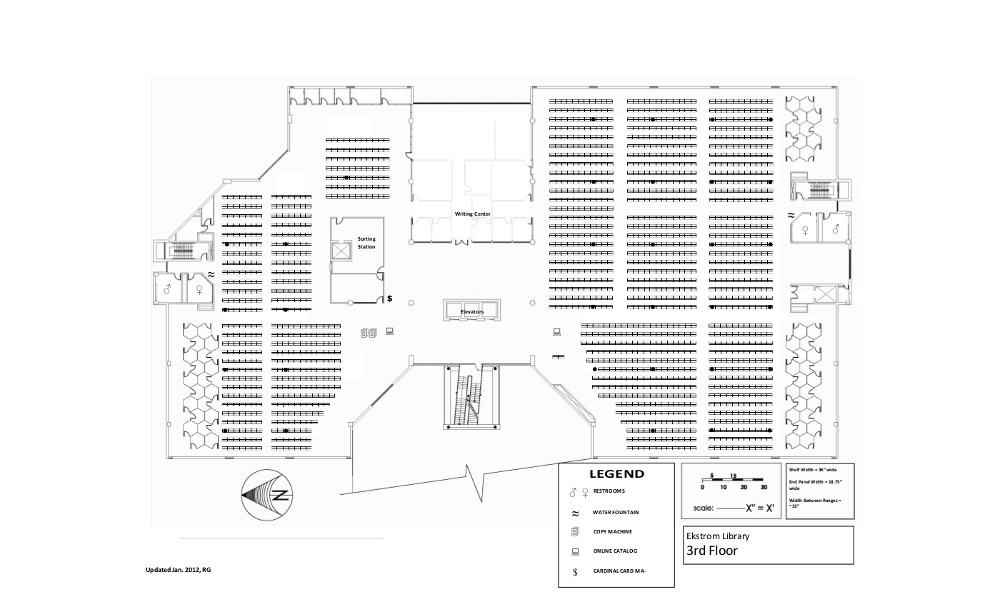 Writing Center
Sorting
Station
$
Elevators
N
LEGEND
RESTROOMS
WATER FOUNTAIN
COPY MACHINE
ONLINE CATALOG
$ CARDINAL CARD MA-
5 15
0 10 20 30
scale: X" = X'
Shelf Width = 36" wide
End Panel Width = 18.75"
wide
Width Between Ranges =
~33"
Ekstrom Library
3rd Floor
Updated Jan. 2012, RG